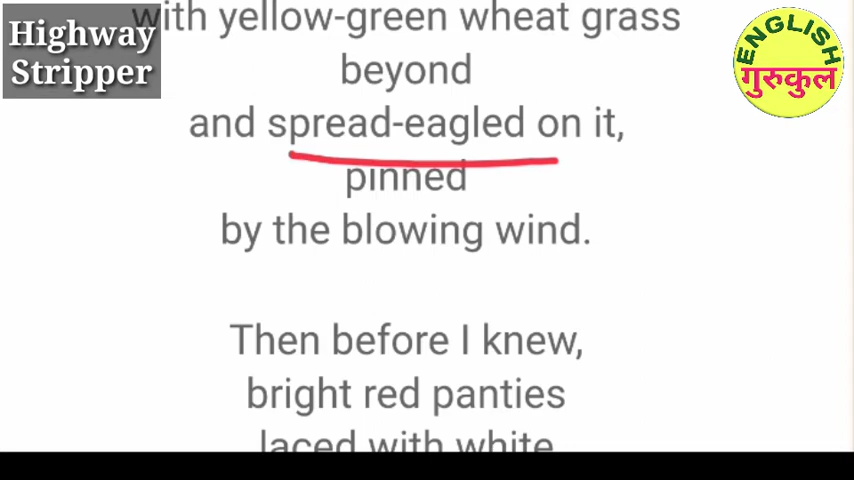 Highway
Stripper
ENGLISH
गुरुकुल
with yellow-green wheat grass
beyond
and spread-eagled on it,
pinned
by the blowing wind.
Then before I knew,
bright red panties
laced with white